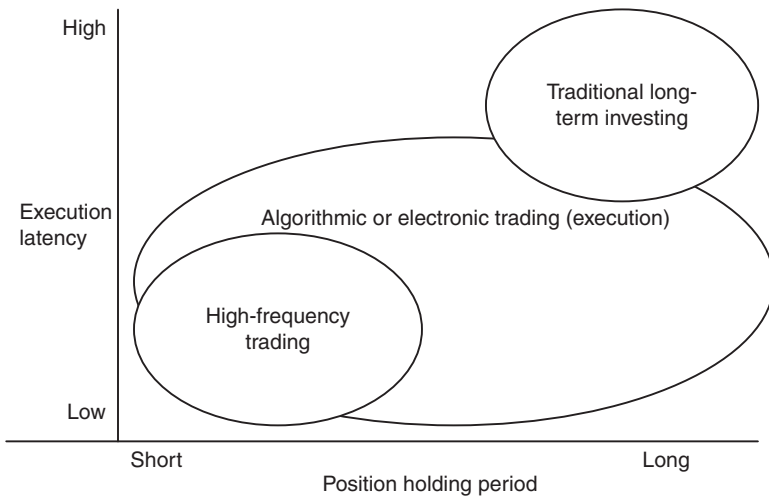 High
Traditional long-
term investing
Execution
latency
Algorithmic or electronic trading (execution)
High-frequency
trading
Low
Short
Long
Position holding period